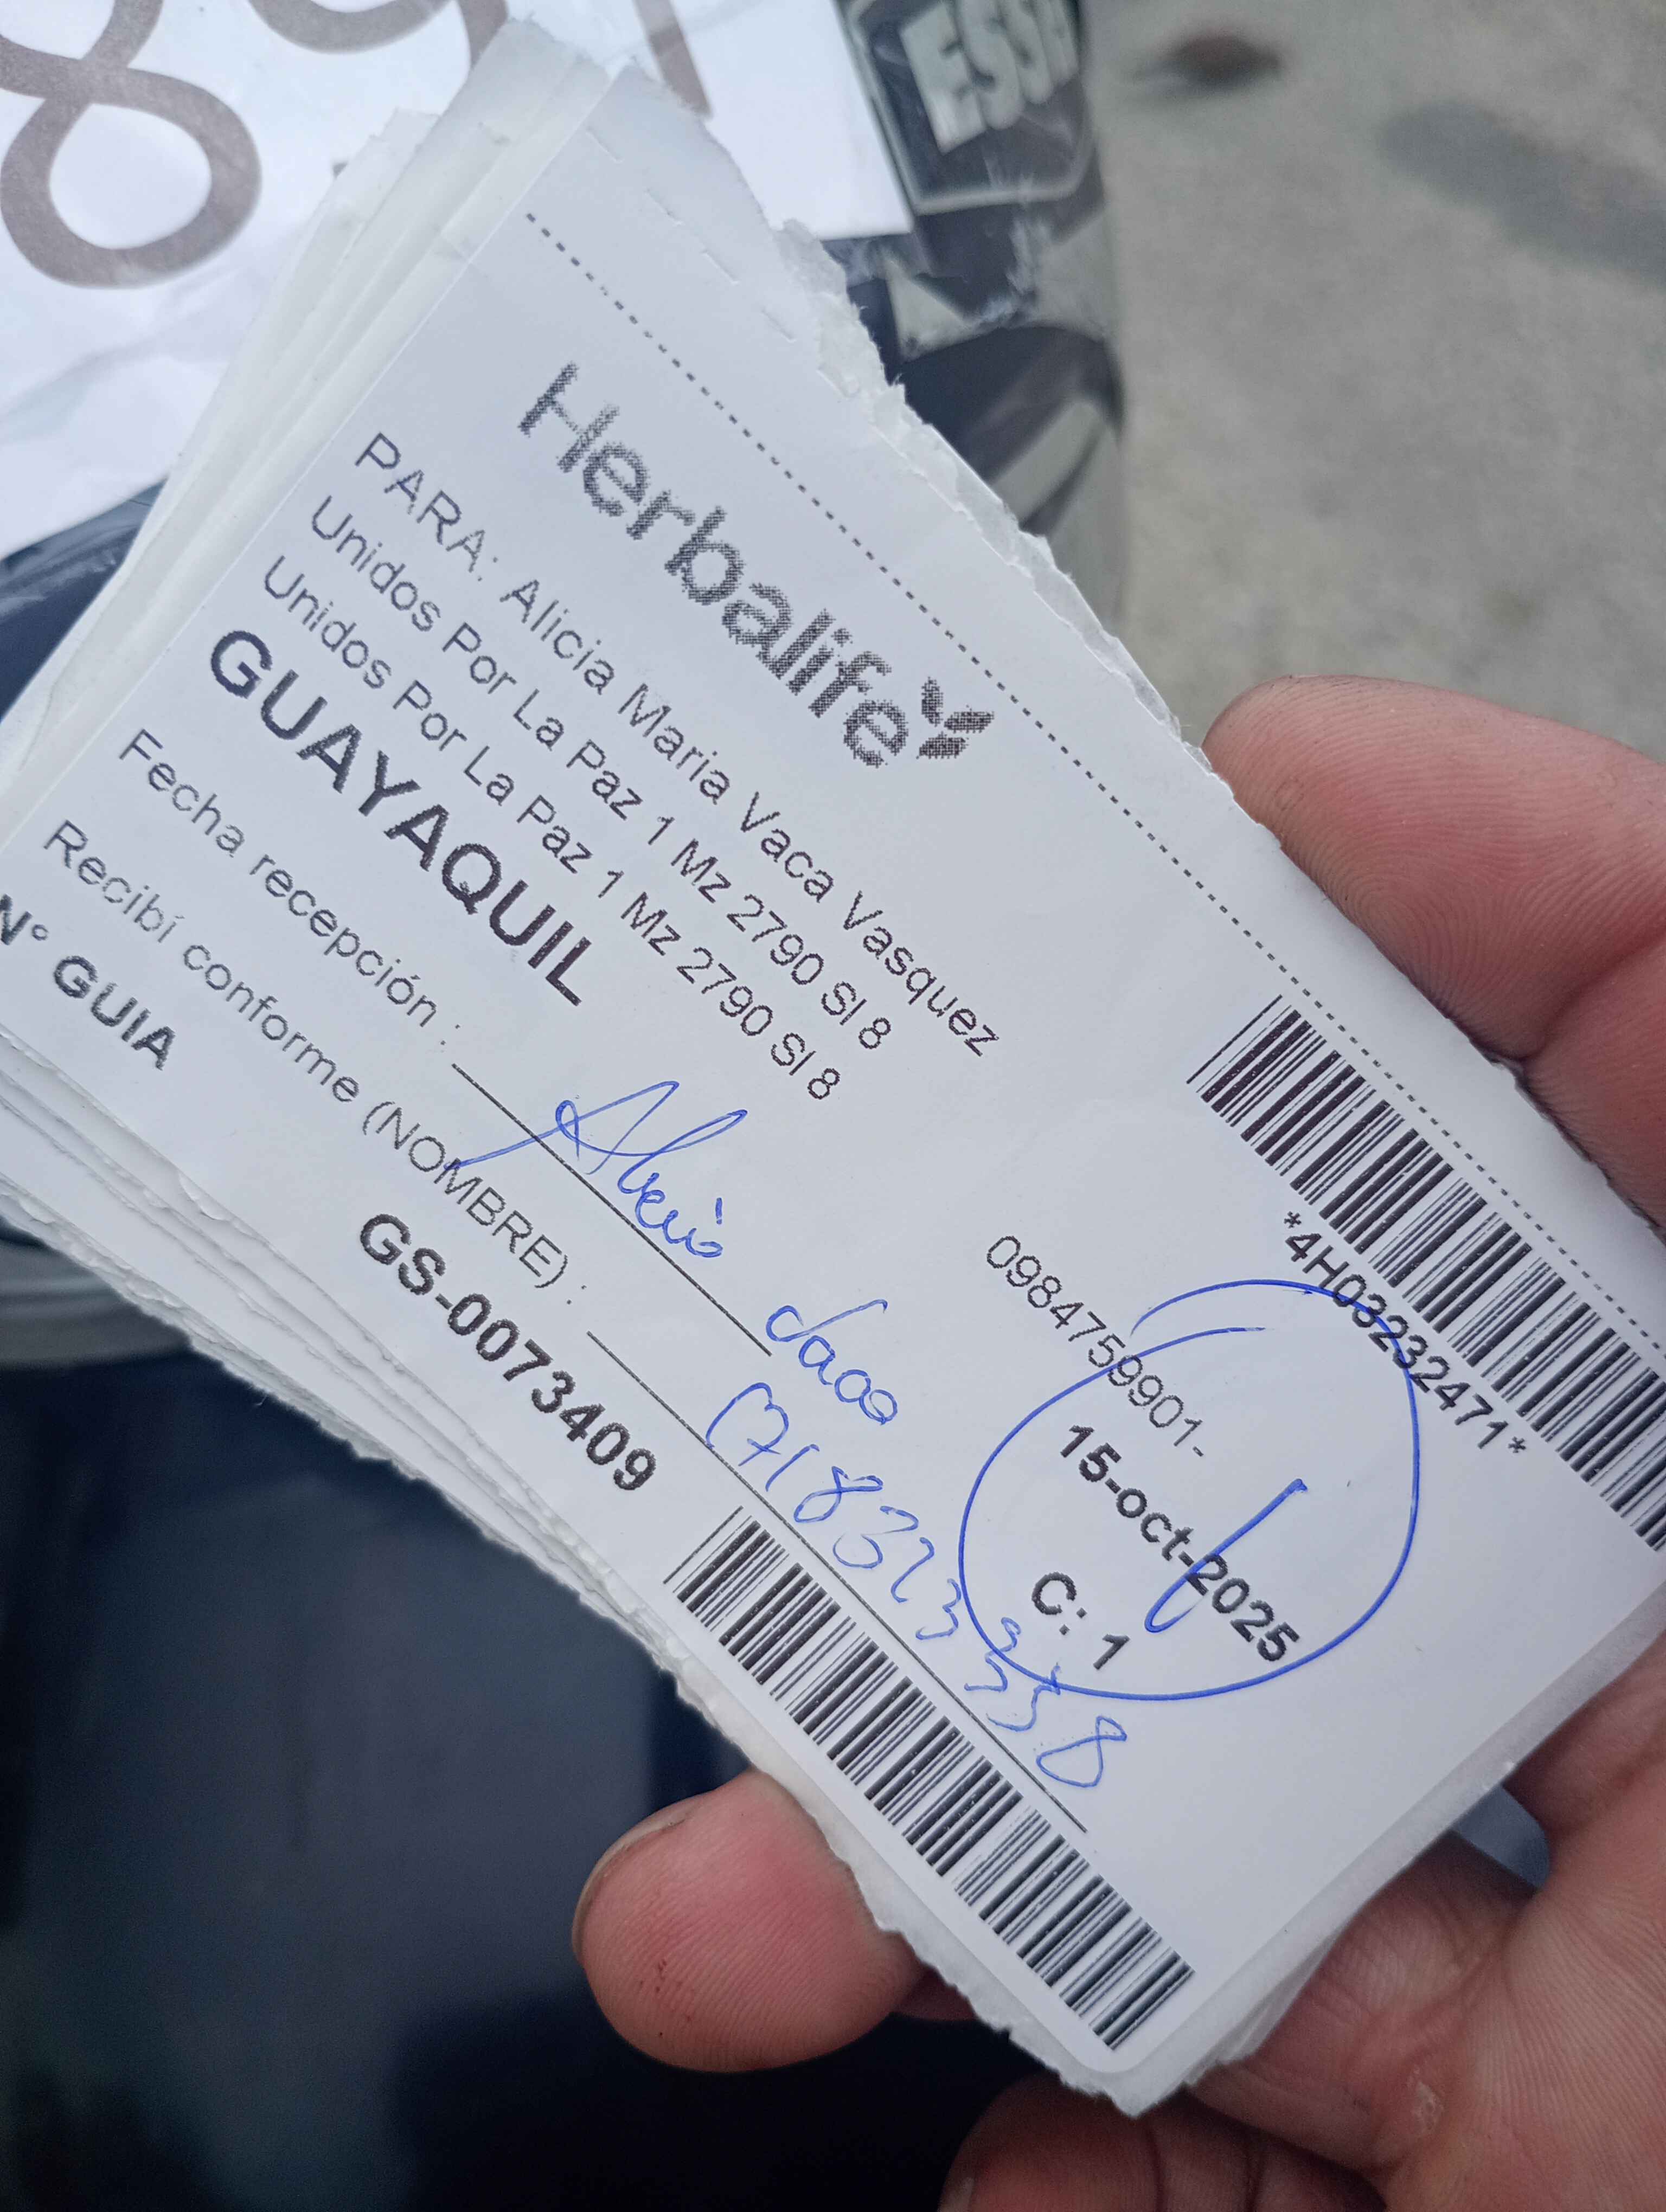 ESSA
Herbalife
PARA: Alicia Maria Vaca Vasquez
Unidos Por La Paz 1 Mz 2790 Sl 8
Unidos Por La Paz 1 Mz 2790 Sl 8
GUAYAQUIL
*4H03232471*
0984759901-
15-oct-2025
C: 1
1
Fecha recepción :
Recibí conforme (NOMBRE) :
N° GUIA
GS-0073409